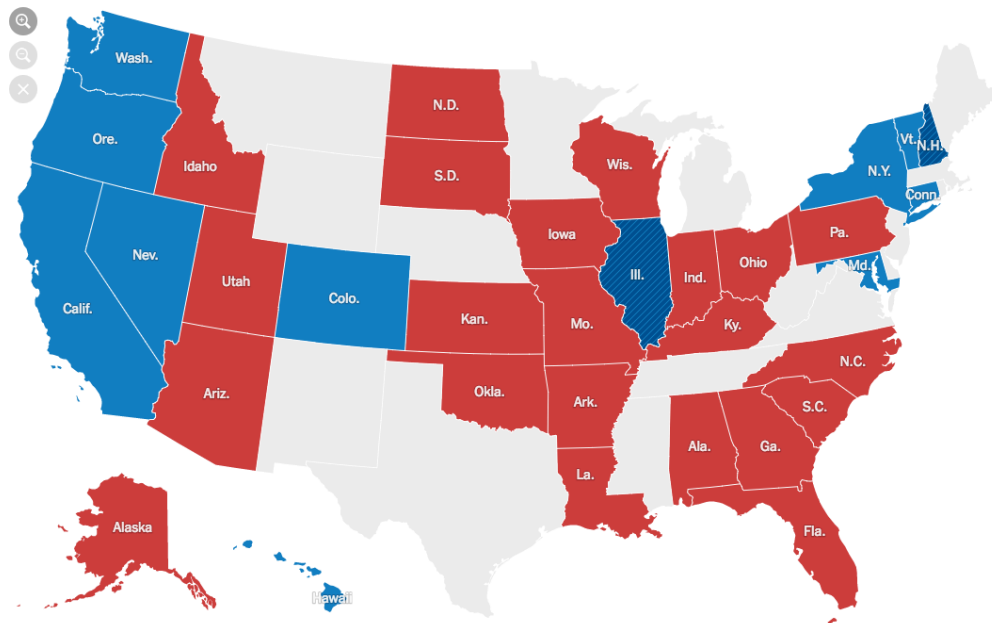 Wash.
Ore.
Idaho
N.D.
S.D.
Wis.
Vt.
N.H.
N.Y.
Conn.
Nev.
Calif.
Utah
Colo.
Iowa
Ill.
Ind.
Ohio
Pa.
Md.
Kan.
Mo.
Ky.
Ariz.
Okla.
Ark.
N.C.
S.C.
La.
Ala.
Ga.
Fla.
Alaska
Hawaii